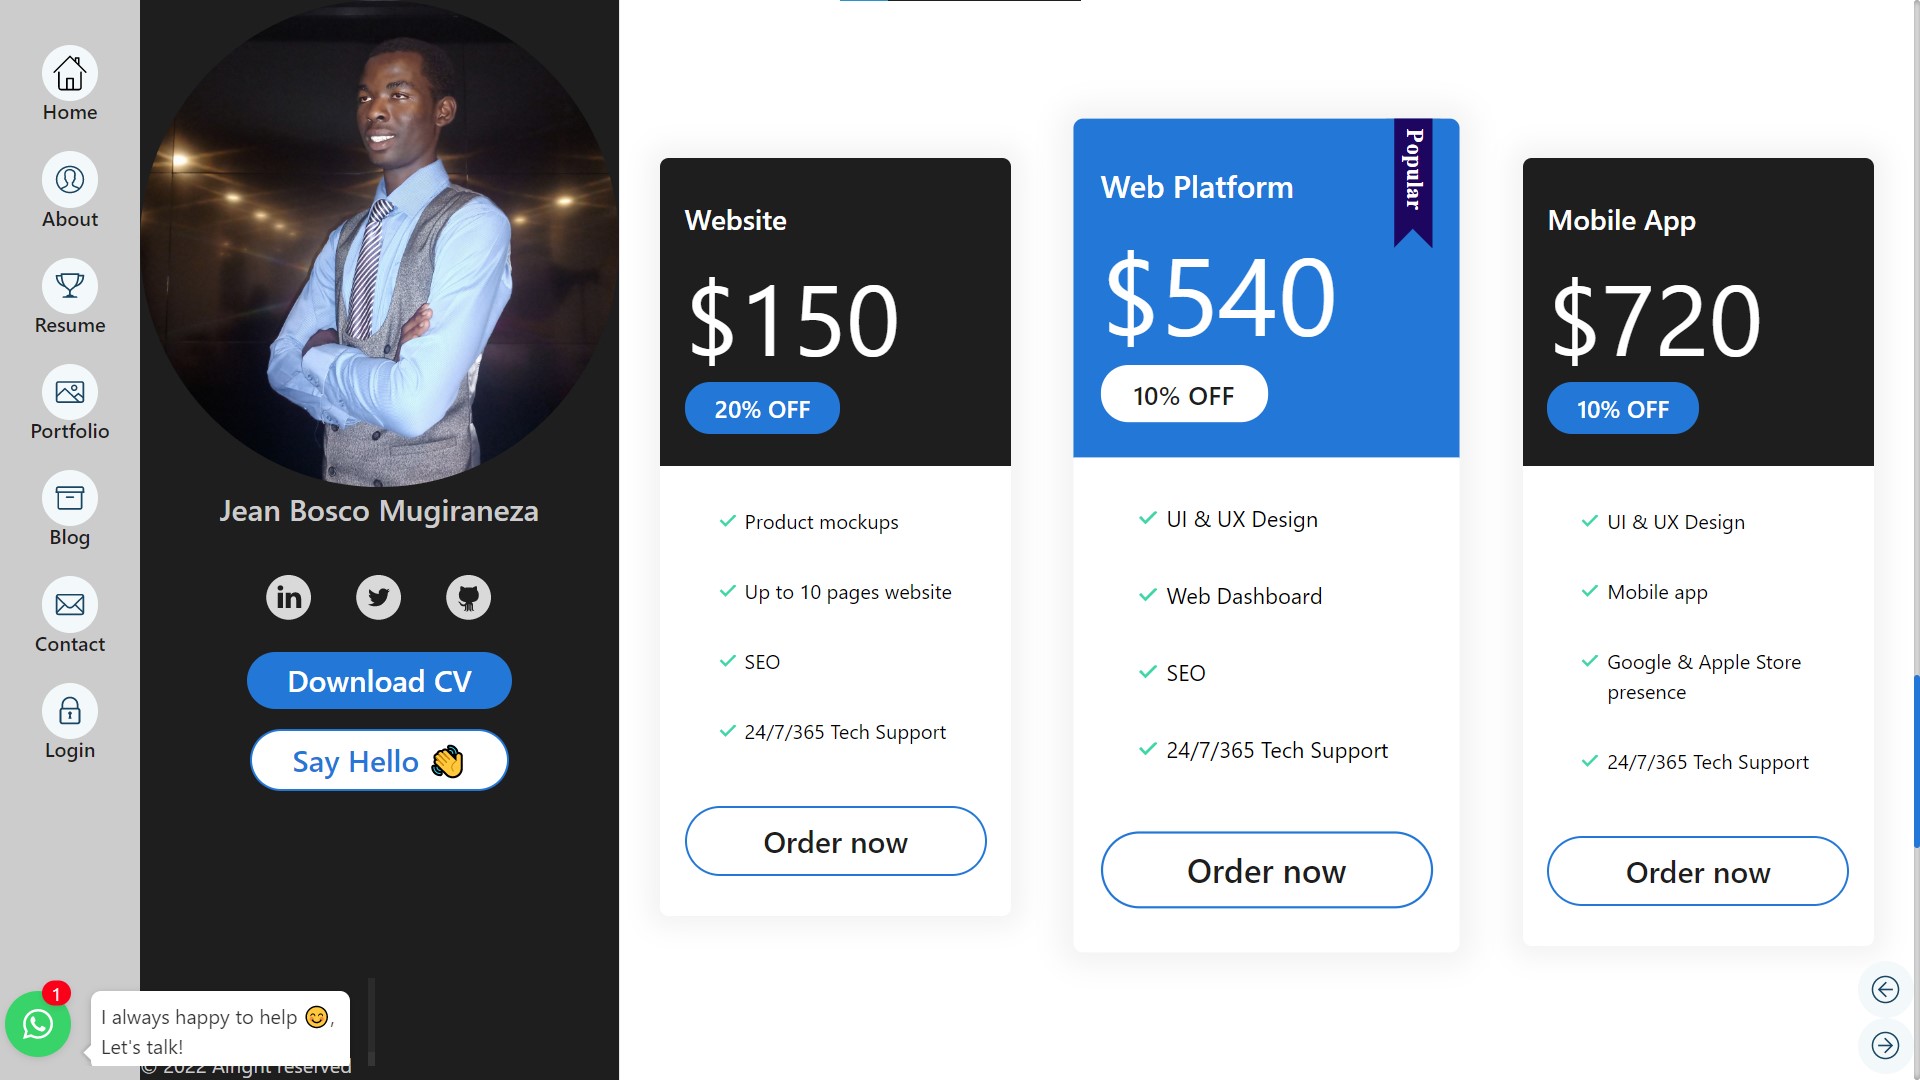 Home
About
Resume
Portfolio
Blog
Contact
Login
1
Jean Bosco Mugiraneza
in
Download CV
Say Hello 👋
I always happy to help 😊,
Let's talk!
© 2022 Alright reserved
Website
$150
20% OFF
Product mockups
Up to 10 pages website
SEO
24/7/365 Tech Support
Order now
Popular
Web Platform
$540
10% OFF
UI & UX Design
Web Dashboard
SEO
24/7/365 Tech Support
Order now
Mobile App
$720
10% OFF
UI & UX Design
Mobile app
Google & Apple Store
presence
24/7/365 Tech Support
Order now